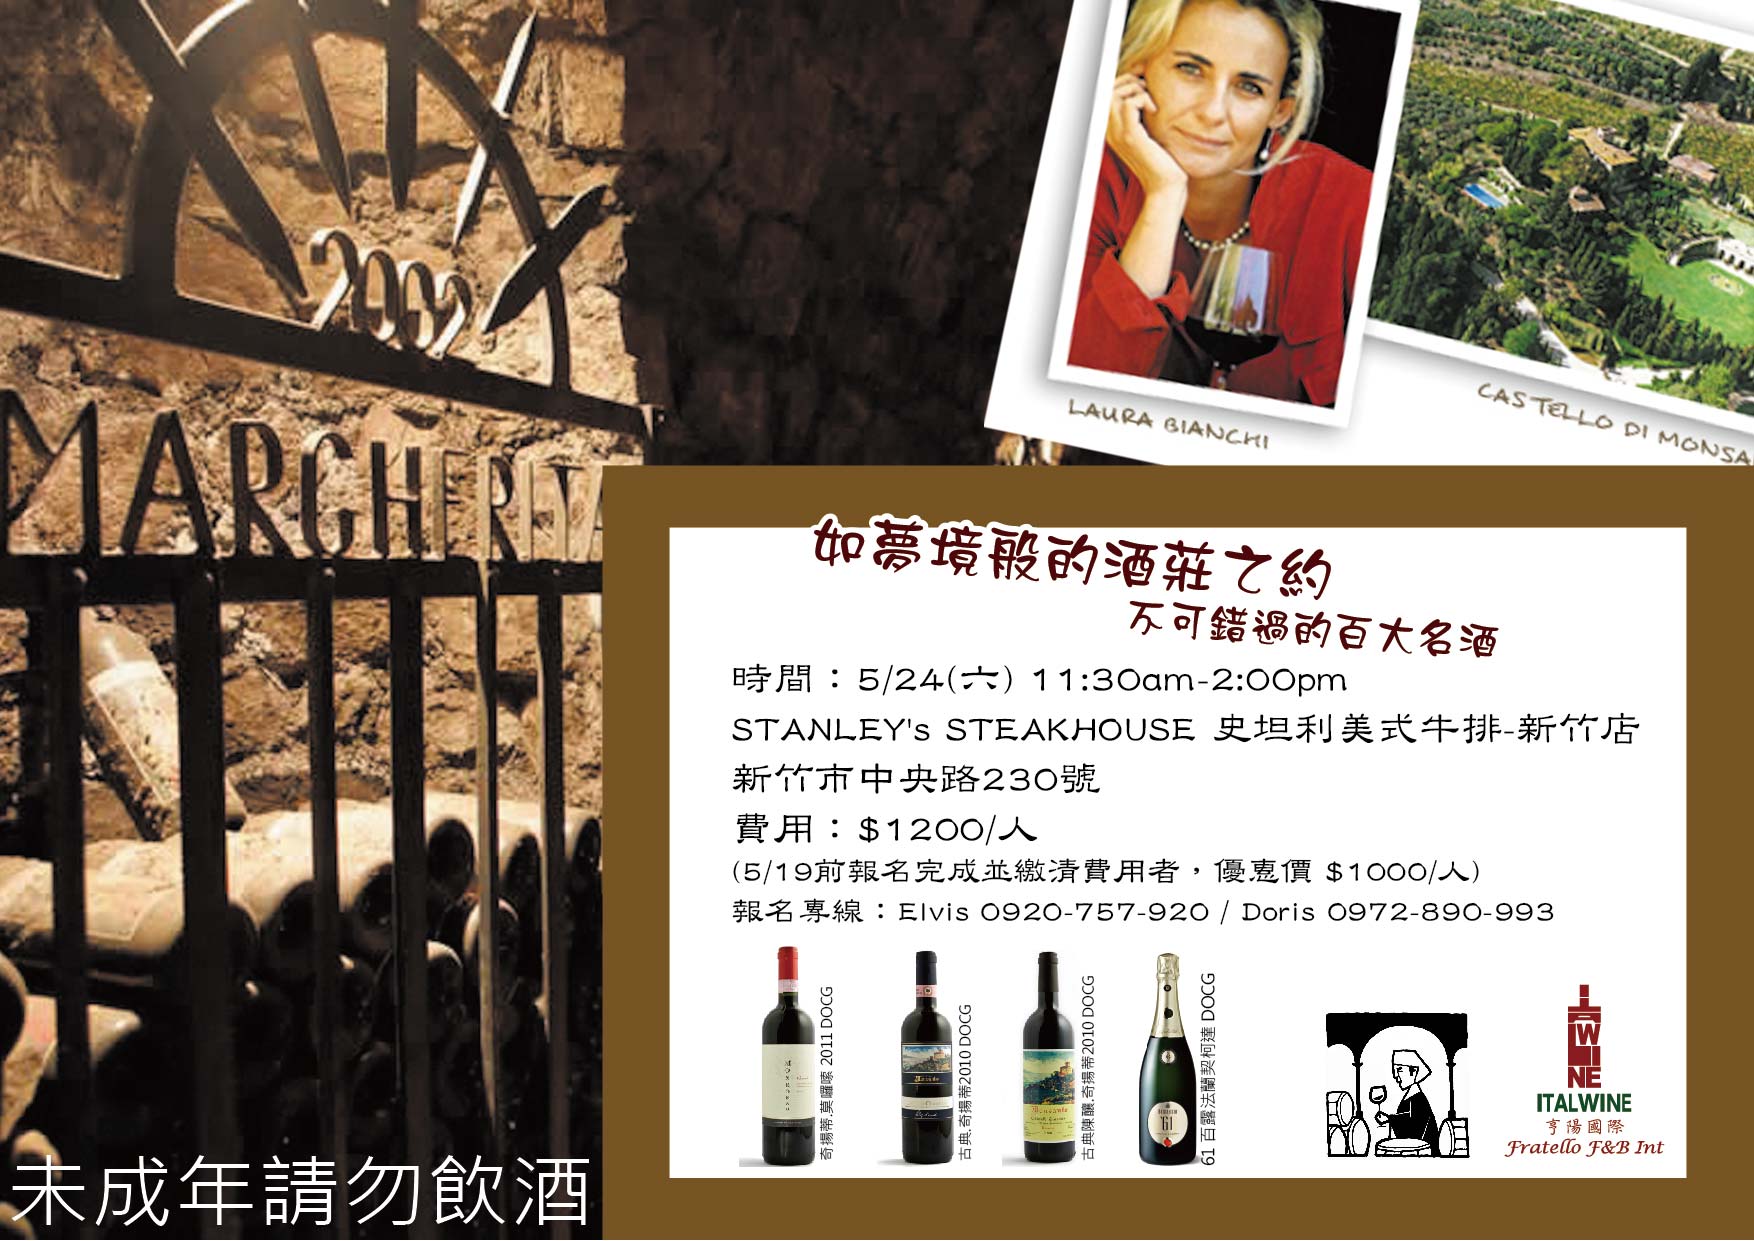 2002
MARGHERITA
LAURA BIANCHI
CASTELLO DI MONSA
如夢境般的酒莊之約
不可錯過的百大名酒
時間：5/24(六) 11:30am-2:00pm
STANLEY's STEAKHOUSE 史坦利美式牛排-新竹店
新竹市中央路230號
費用：$1200/人
(5/19前報名完成並繳清費用者，優惠價 $1000/人)
報名專線：Elvis 0920-757-920 / Doris 0972-890-993
奇揚蒂.莫囉嗦 2011 DOCG
古典.奇揚蒂2010 DOCG
古典陳釀.奇揚蒂2010 DOCG
61 百露法蘭契柯達 DOCG
'61
ITALWINE
ITALWINE
亨陽國際
Fratello F&B Int
未成年請勿飲酒